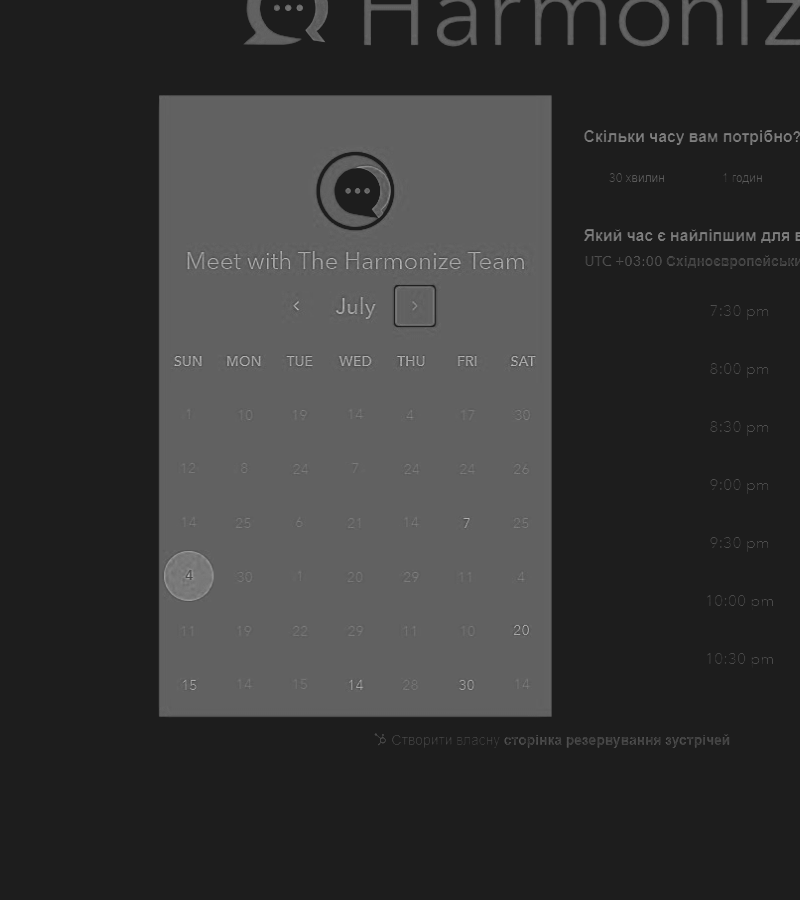 Harmoniz
Meet with The Harmonize Team
July
SUN MON TUE WED THU FRI SAT
1 10 19 14 4 17 30
12 8 24 7 24 24 26
14 25 6 21 14 7 25
4 30 1 20 29 11 4
11 19 22 29 11 10 20
15 14 15 14 28 30 14
Скільки часу вам потрібно?
30 хвилин 1 годин
Який час є найліпшим для в
UTC +03:00 Східноєвропейськи
7:30 pm
8:00 pm
8:30 pm
9:00 pm
9:30 pm
10:00 pm
10:30 pm
Створити власну сторінка резервування зустрічей